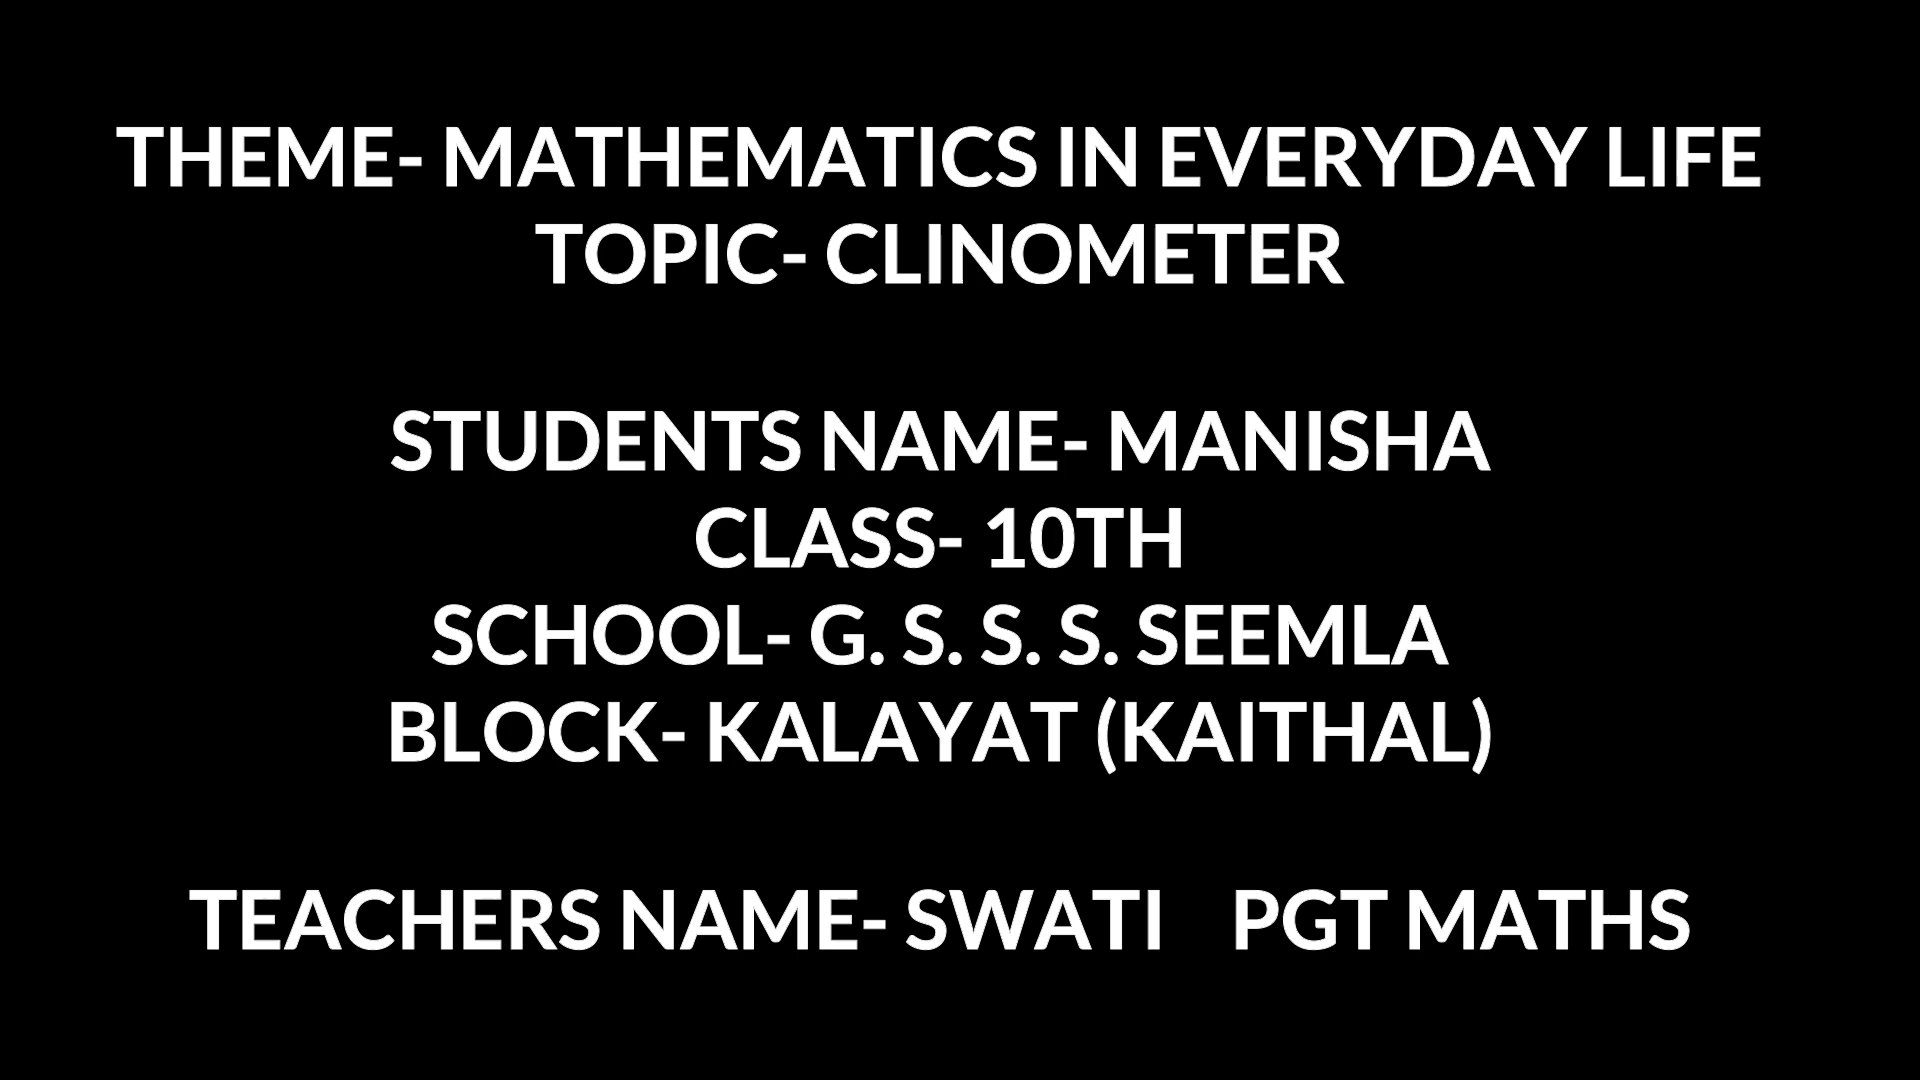 THEME- MATHEMATICS IN EVERYDAY LIFE
TOPIC- CLINOMETER
STUDENTS NAME- MANISHA
CLASS- 10TH
SCHOOL- G. S. S. S. SEEMLA
BLOCK- KALAYAT (KAITHAL)
TEACHERS NAME- SWATI    PGT MATHS